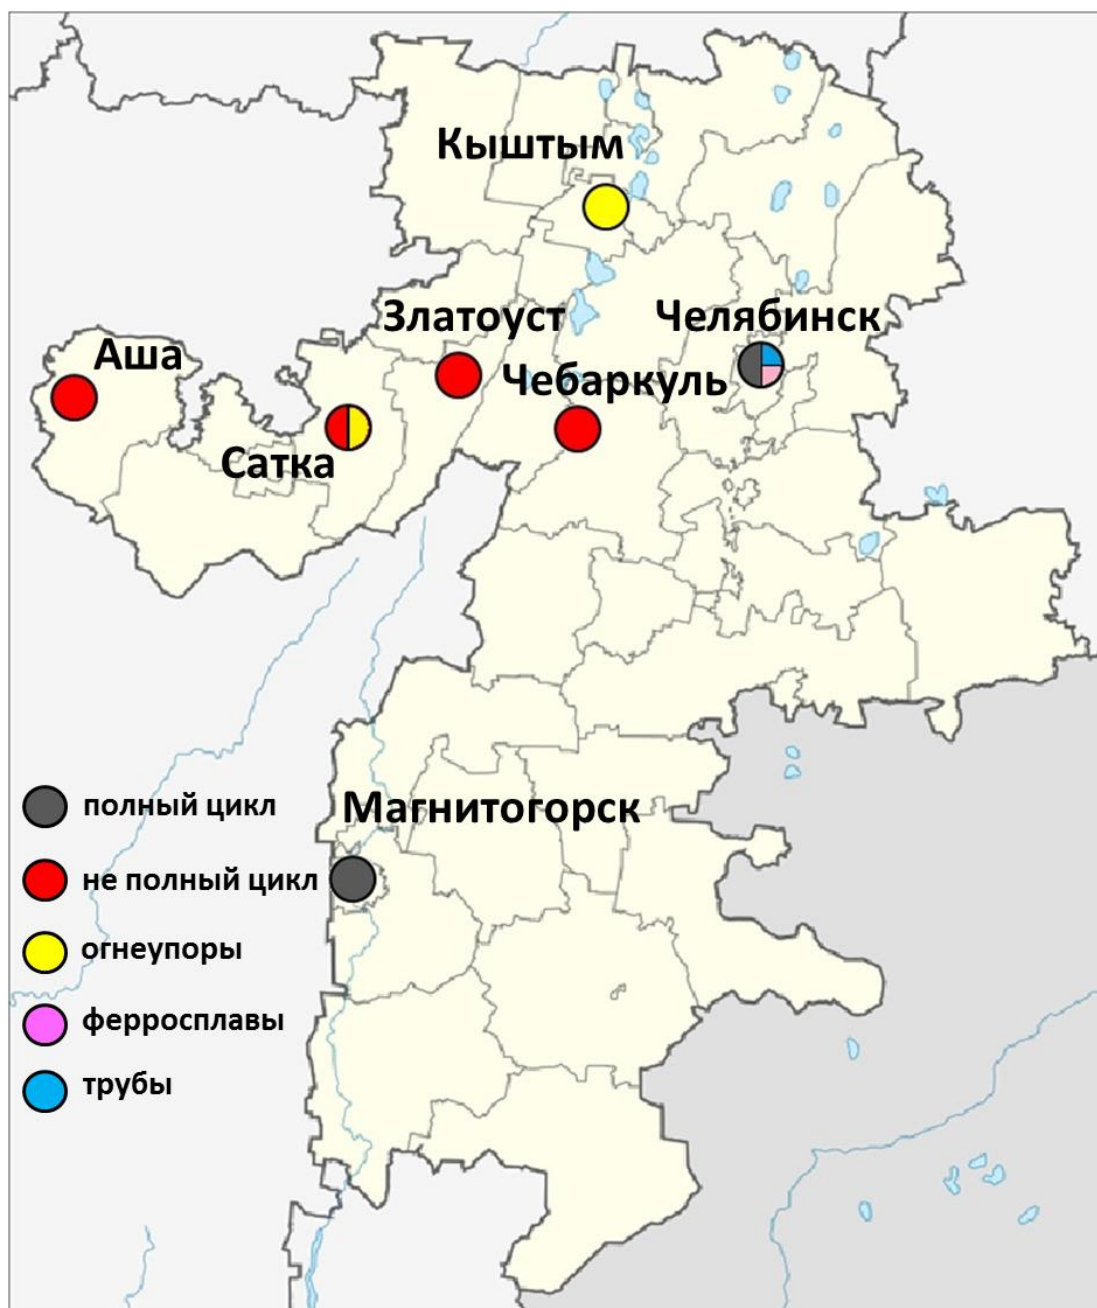 Кыштым
Златоуст
Челябинск
Аша
Чебаркуль
Сатка
Магнитогорск
полный цикл
не полный цикл
огнеупоры
ферросплавы
трубы